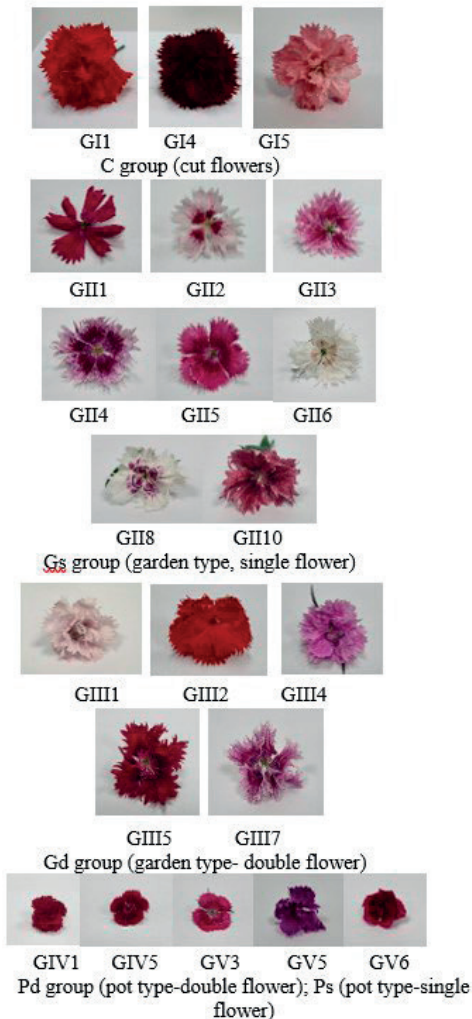 GI1 GI4 GI5
C group (cut flowers)
GII1 GII2 GII3
GII4 GII5 GII6
GII8 GII10
Gs group (garden type, single flower)
GIII1 GIII2 GIII4
GIII5 GIII7
Gd group (garden type- double flower)
GIV1 GIV5 GV3 GV5 GV6
Pd group (pot type-double flower); Ps (pot type-single
flower)